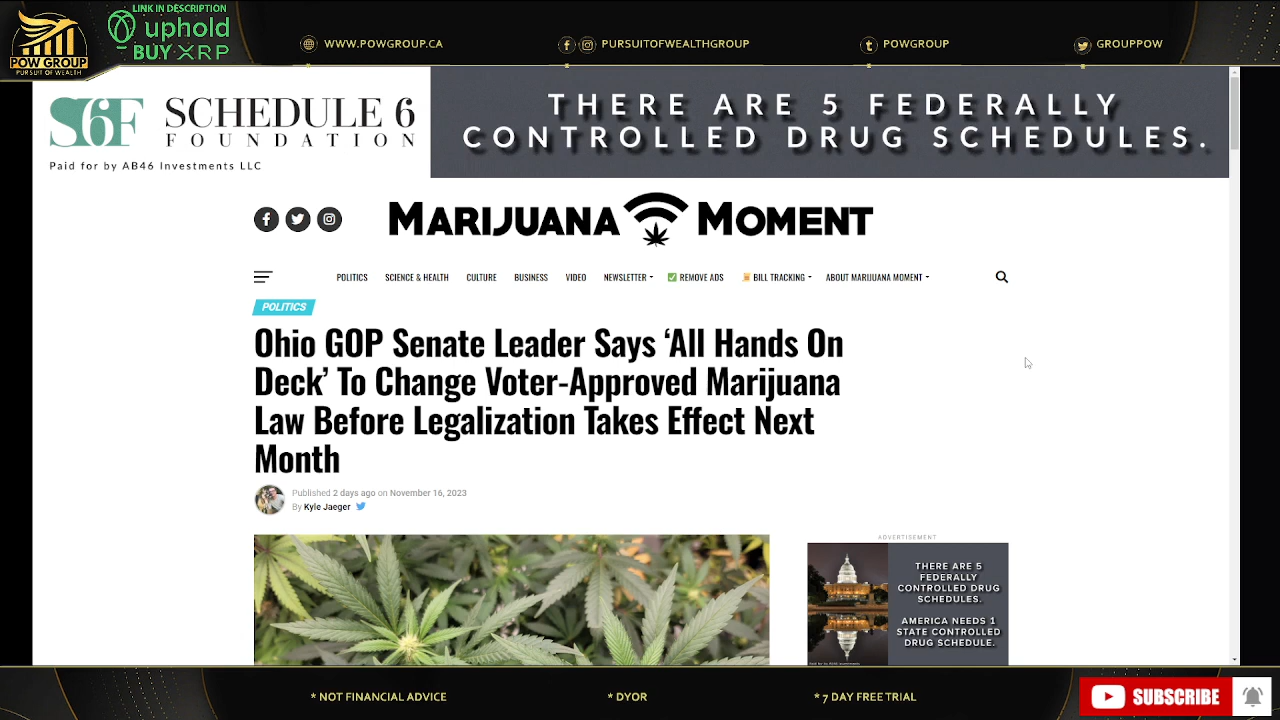 LINK IN DESCRIPTION
uphold
BUY XRP
POW GROUP
PURSUIT OF WEALTH
WWW.POWGROUP.CA
PURSUITOFWEALTHGROUP
POWGROUP
GROUPPOW
S6F SCHEDULE 6
FOUNDATION
Paid for by AB46 Investments LLC
THERE ARE 5 FEDERALLY
CONTROLLED DRUG SCHEDULES.
MARIJUANA MOMENT
POLITICS SCIENCE & HEALTH CULTURE BUSINESS VIDEO NEWSLETTER REMOVE ADS BILL TRACKING ABOUT MARIJUANA MOMENT
POLITICS
Ohio GOP Senate Leader Says ‘All Hands On
Deck’ To Change Voter-Approved Marijuana
Law Before Legalization Takes Effect Next
Month
Published 2 days ago on November 16, 2023
By Kyle Jaeger
ADVERTISEMENT
THERE ARE 5
FEDERALLY
CONTROLLED DRUG
SCHEDULES.
AMERICA NEEDS 1
STATE CONTROLLED
DRUG SCHEDULE.
* NOT FINANCIAL ADVICE
* DYOR
* 7 DAY FREE TRIAL
SUBSCRIBE